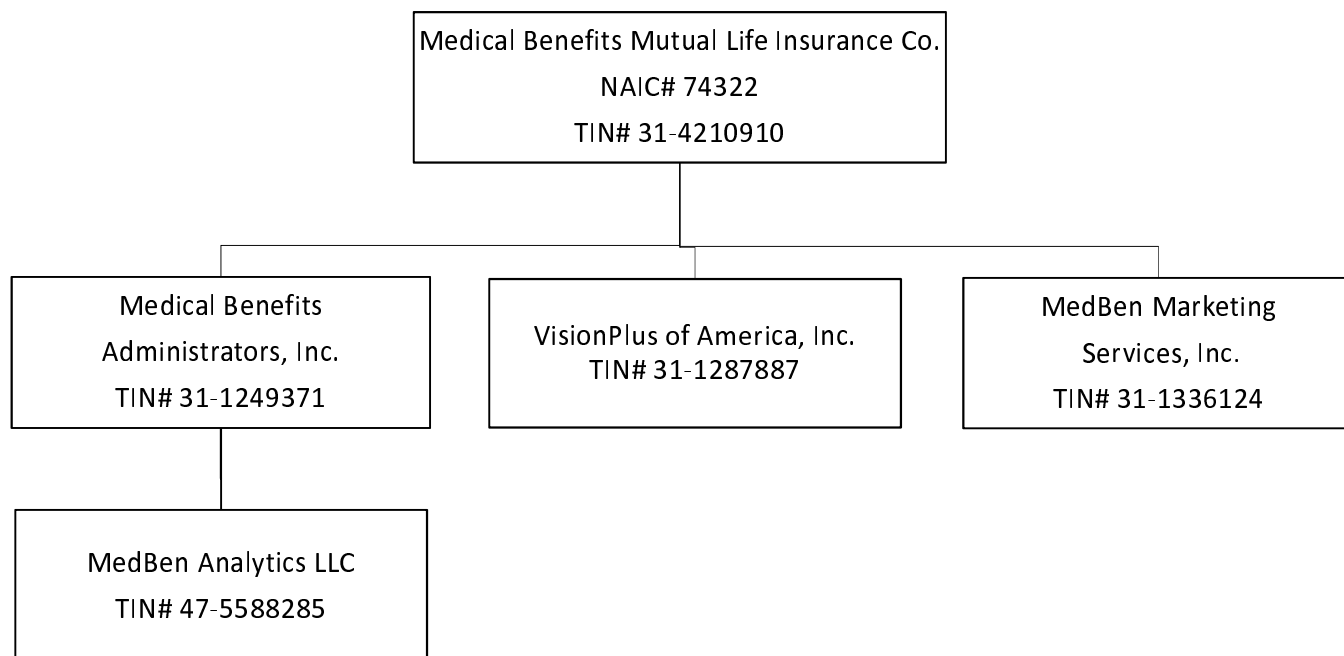 Medical Benefits Mutual Life Insurance Co.
NAIC# 74322
TIN# 31-4210910
Medical Benefits
Administrators, Inc.
TIN# 31-1249371
VisionPlus of America, Inc.
TIN# 31-1287887
MedBen Marketing
Services, Inc.
TIN# 31-1336124
MedBen Analytics LLC
TIN# 47-5588285